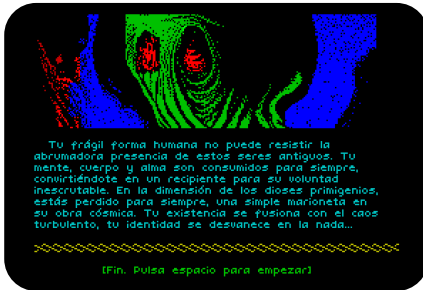 Tu frágil forma humana no puede resistir la
abrumadora presencia de estos seres antiguos. Tu
mente, cuerpo y alma son consumidos para siempre,
convirtiéndote en un recipiente para su voluntad
inescrutable. En la dimensión de los dioses primigenios,
estás perdido para siempre, una simple marioneta en
su obra cósmica. Tu existencia se fusiona con el caos
turbulento, tu identidad se desvanece en la nada...
[Fin. Pulsa espacio para empezar]